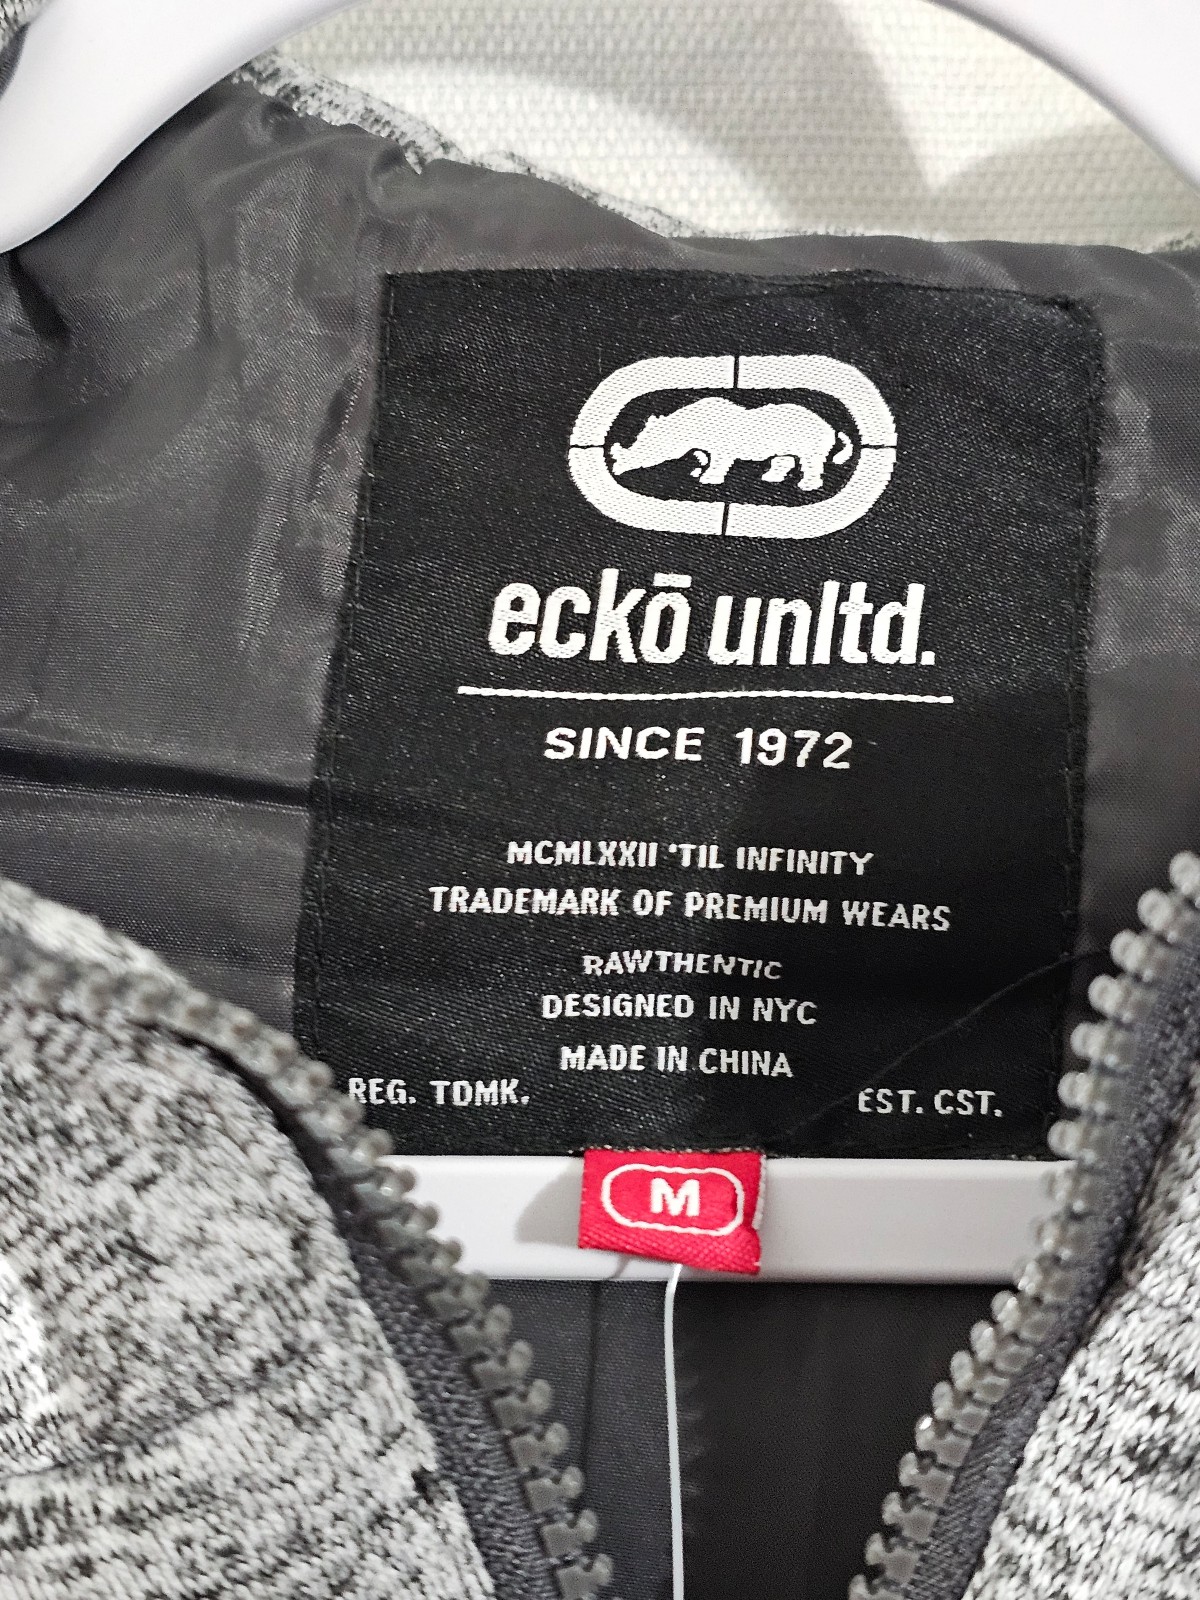 eckō unltd.
SINCE 1972
MCMLXXII 'TIL INFINITY
TRADEMARK OF PREMIUM WEARS
RAWTHENTIC
DESIGNED IN NYC
MADE IN CHINA
REG. TDMK. EST. CST.
M